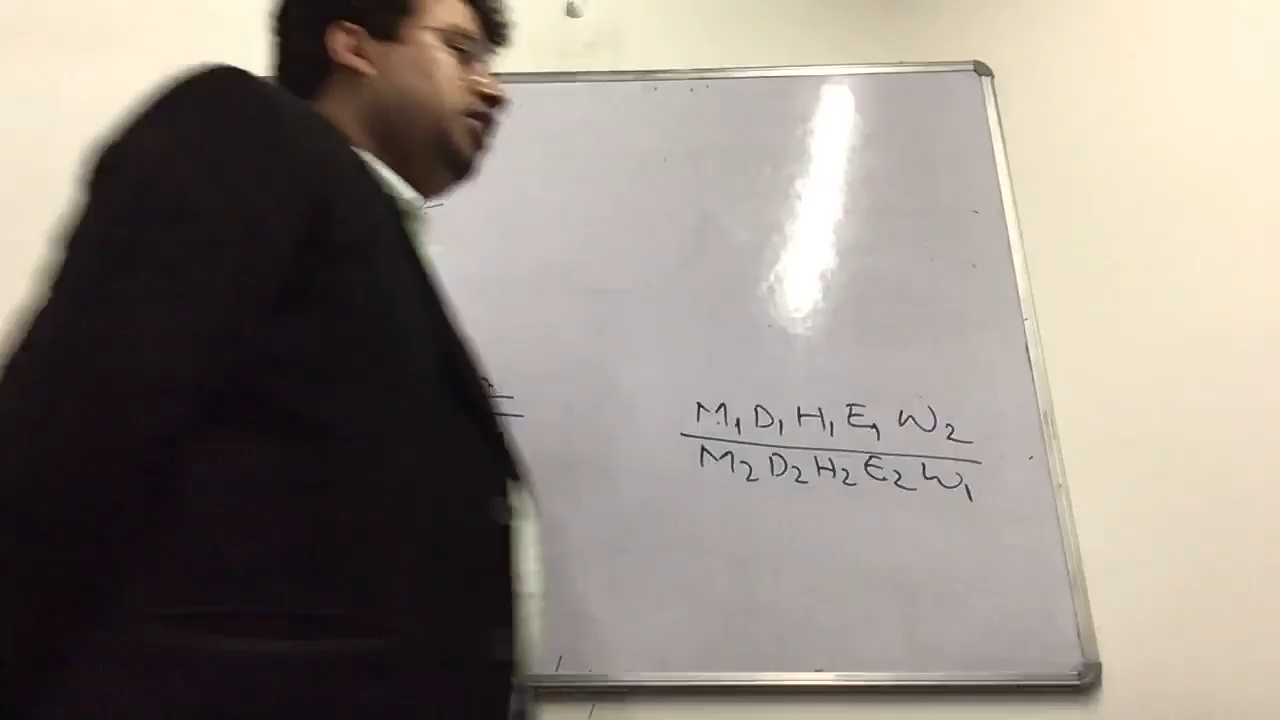 M₁ D₁ H₁ E₁ W₂
M₂ D₂ H₂ E₂ W₁